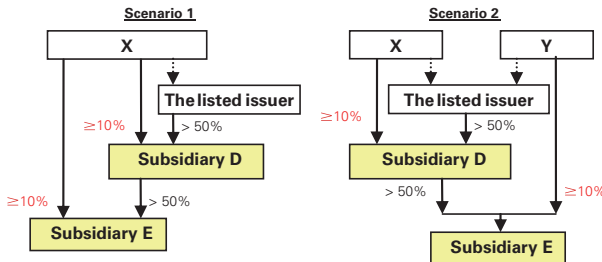 Scenario 1
X
The listed issuer
≥10%
> 50%
Subsidiary D
≥10%
> 50%
Subsidiary E
Scenario 2
X
Y
The listed issuer
≥10%
> 50%
Subsidiary D
> 50%
≥10%
Subsidiary E